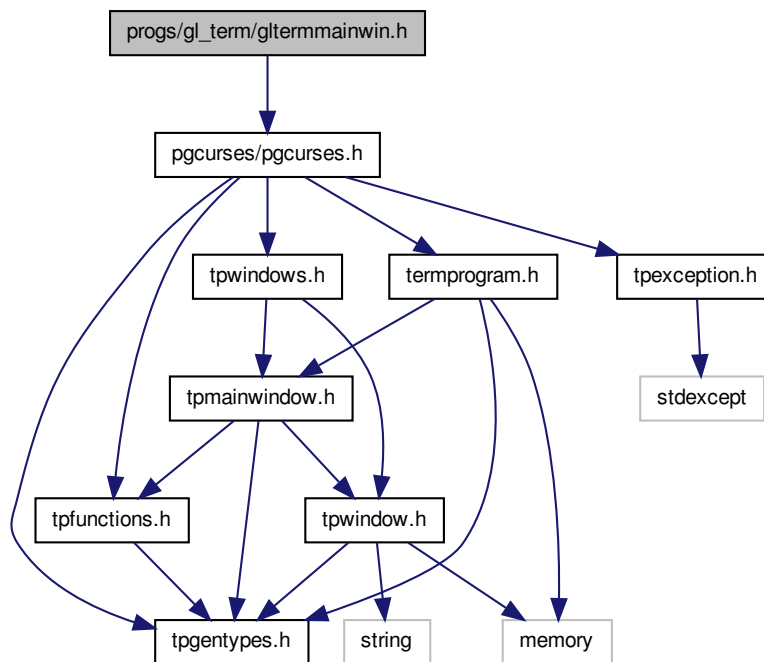 progs/gl_term/gltermmainwin.h
pgcurses/pgcurses.h
tpwindows.h
termprogram.h
tpexception.h
tpmainwindow.h
stdexcept
tpfunctions.h
tpwindow.h
tpgentypes.h
string
memory